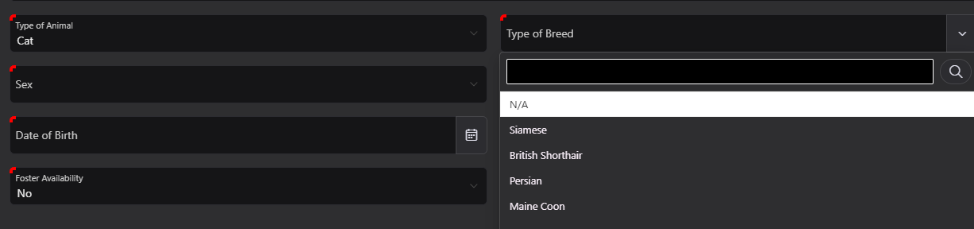 Type of Animal
Cat
Type of Breed
Sex
N/A
Date of Birth
Siamese
British Shorthair
Foster Availability
No
Persian
Maine Coon